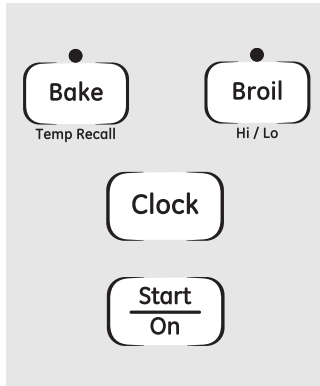 Bake
Broil
Temp Recall
Hi / Lo
Clock
Start
On